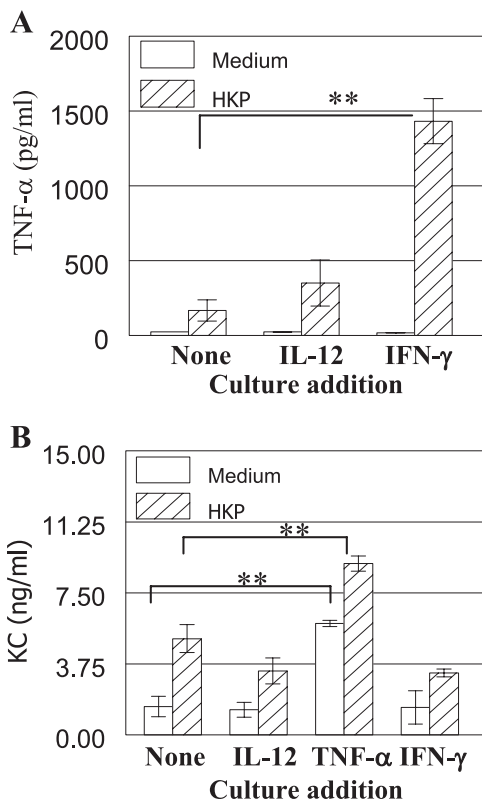 A
TNF-α (pg/ml)
2000
1500
1000
500
0
Medium
HKP
**
None IL-12 IFN-γ
Culture addition
B
KC (ng/ml)
15.00
11.25
7.50
3.75
0.00
Medium
HKP
**
**
None IL-12 TNF-α IFN-γ
Culture addition